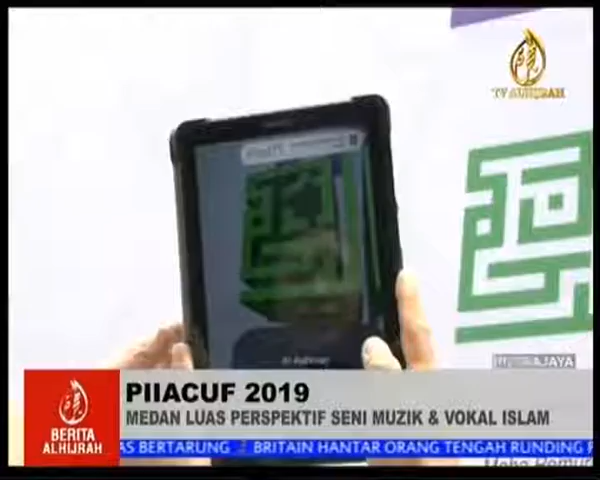 TV ALHIJRAH
PIIACUF 2019
MEDAN LUAS PERSPEKTIF SENI MUZIK & VOKAL ISLAM
BERITA
ALHIJRAH
AS BERTARUNG BRITAIN HANTAR ORANG TENGAH RUNDING